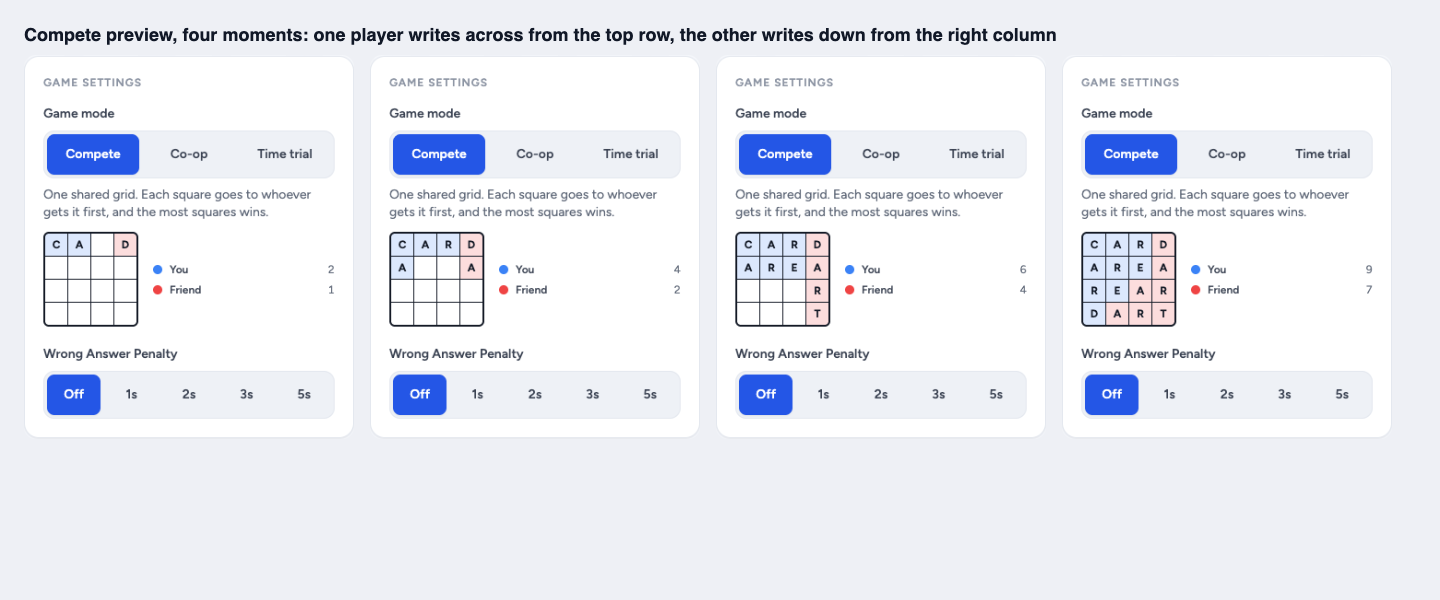 Compete preview, four moments: one player writes across from the top row, the other writes down from the right column
GAME SETTINGS
Game mode
Compete Co-op Time trial
One shared grid. Each square goes to whoever
gets it first, and the most squares wins.
C A D
You 2
Friend 1
Wrong Answer Penalty
Off 1s 2s 3s 5s
GAME SETTINGS
Game mode
Compete Co-op Time trial
One shared grid. Each square goes to whoever
gets it first, and the most squares wins.
C A R D
A A
You 4
Friend 2
Wrong Answer Penalty
Off 1s 2s 3s 5s
GAME SETTINGS
Game mode
Compete Co-op Time trial
One shared grid. Each square goes to whoever
gets it first, and the most squares wins.
C A R D
A R E A
R
T
You 6
Friend 4
Wrong Answer Penalty
Off 1s 2s 3s 5s
GAME SETTINGS
Game mode
Compete Co-op Time trial
One shared grid. Each square goes to whoever
gets it first, and the most squares wins.
C A R D
A R E A
R E A R
D A R T
You 9
Friend 7
Wrong Answer Penalty
Off 1s 2s 3s 5s